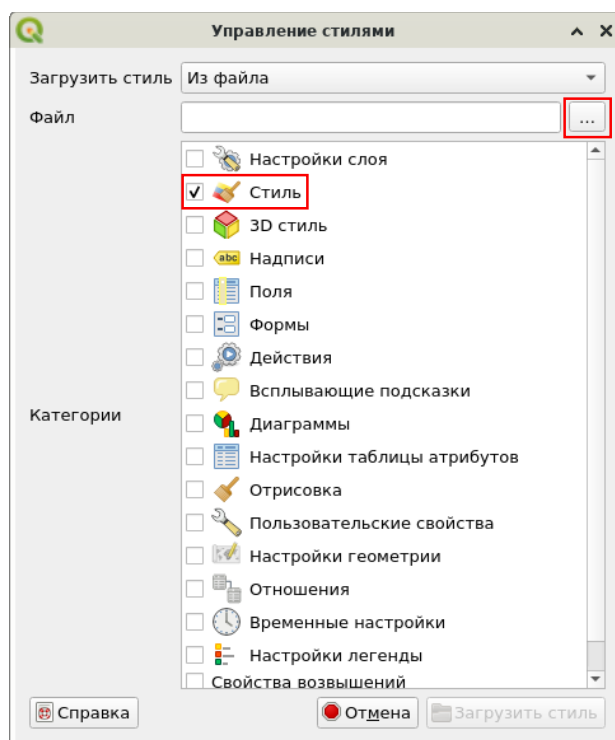 Управление стилями
Загрузить стиль Из файла
Файл ...
Настройки слоя
Стиль
3D стиль
abc Надписи
Поля
Формы
Действия
Всплывающие подсказки
Категории
Диаграммы
Настройки таблицы атрибутов
Отрисовка
Пользовательские свойства
Настройки геометрии
Отношения
Временные настройки
Настройки легенды
Свойства возвышений
Справка Отмена Загрузить стиль